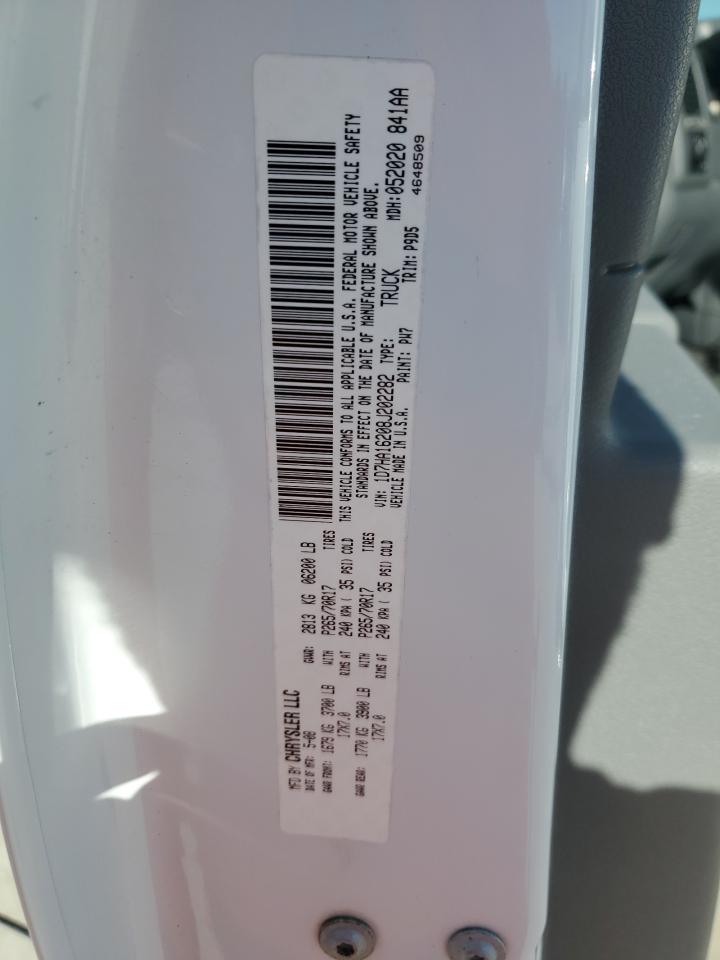 MFD BY CHRYSLER LLC
DATE OF MFR: 5-08 GVWR: 2813 KG 06200 LB
GAWR FRONT: 1679 KG 3700 LB WITH P265/70R17 TIRES
17X7.0 RIMS AT 240 KPA ( 35 PSI) COLD
GAWR REAR: 1770 KG 3900 LB WITH P265/70R17 TIRES
17X7.0 RIMS AT 240 KPA ( 35 PSI) COLD
THIS VEHICLE CONFORMS TO ALL APPLICABLE U.S.A. FEDERAL MOTOR VEHICLE SAFETY
STANDARDS IN EFFECT ON THE DATE OF MANUFACTURE SHOWN ABOVE.
VIN: 1D7HA16208J202282 TYPE: TRUCK MDH:052020 841AA
VEHICLE MADE IN U.S.A. PAINT: PW7 TRIM: P9D5 4648509